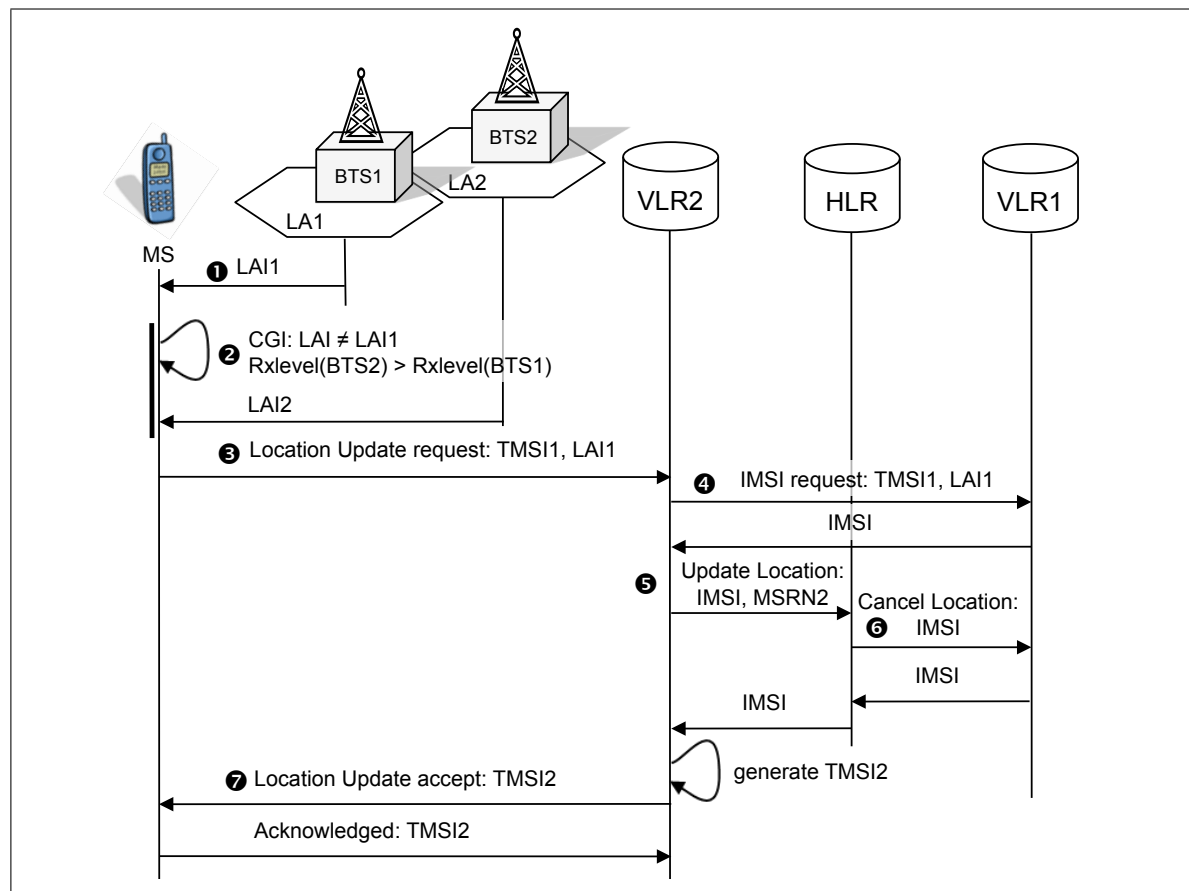 BTS2
BTS1
LA2
LA1
VLR2
HLR
VLR1
MS
❶ LAI1
❷ CGI: LAI ≠ LAI1
Rxlevel(BTS2) > Rxlevel(BTS1)
LAI2
❸ Location Update request: TMSI1, LAI1
❹ IMSI request: TMSI1, LAI1
IMSI
❺ Update Location:
IMSI, MSRN2
Cancel Location:
❻ IMSI
IMSI
IMSI
generate TMSI2
❼ Location Update accept: TMSI2
Acknowledged: TMSI2